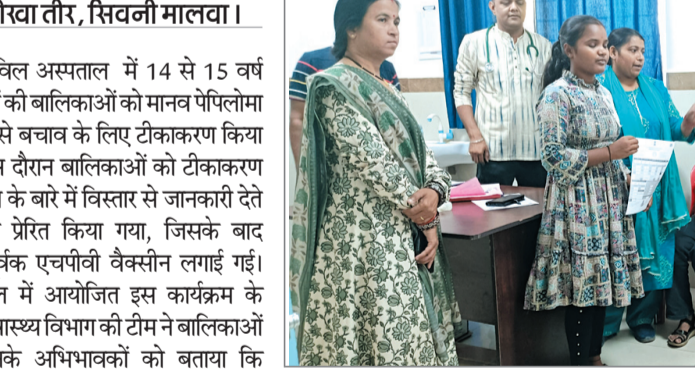 तीर, सिवनी मालवा।
अस्पताल में 14 से 15 वर्ष
की बालिकाओं को मानव पेपिलोमा
से बचाव के लिए टीकाकरण किया
दौरान बालिकाओं को टीकाकरण
के बारे में विस्तार से जानकारी देते
प्रेरित किया गया, जिसके बाद
एचपीवी वैक्सीन लगाई गई।
में आयोजित इस कार्यक्रम के
विभाग की टीम ने बालिकाओं
अभिभावकों को बताया कि